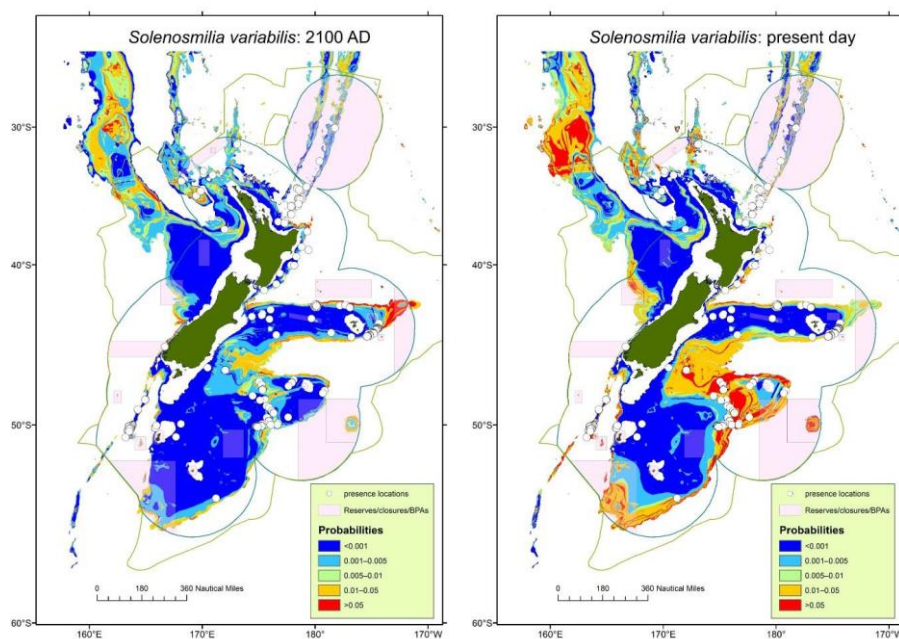 Solenosmilia variabilis: 2100 AD
30°S
40°S
50°S
60°S
160°E
170°E
180°
170°W
presence locations
Reserves/closures/BPAs
Probabilities
<0.001
0.001–0.005
0.005–0.01
0.01–0.05
>0.05
0 180 360 Nautical Miles
Solenosmilia variabilis: present day
30°S
40°S
50°S
60°S
160°E
170°E
180°
170°W
presence locations
Reserves/closures/BPAs
Probabilities
<0.001
0.001–0.005
0.005–0.01
0.01–0.05
>0.05
0 180 360 Nautical Miles